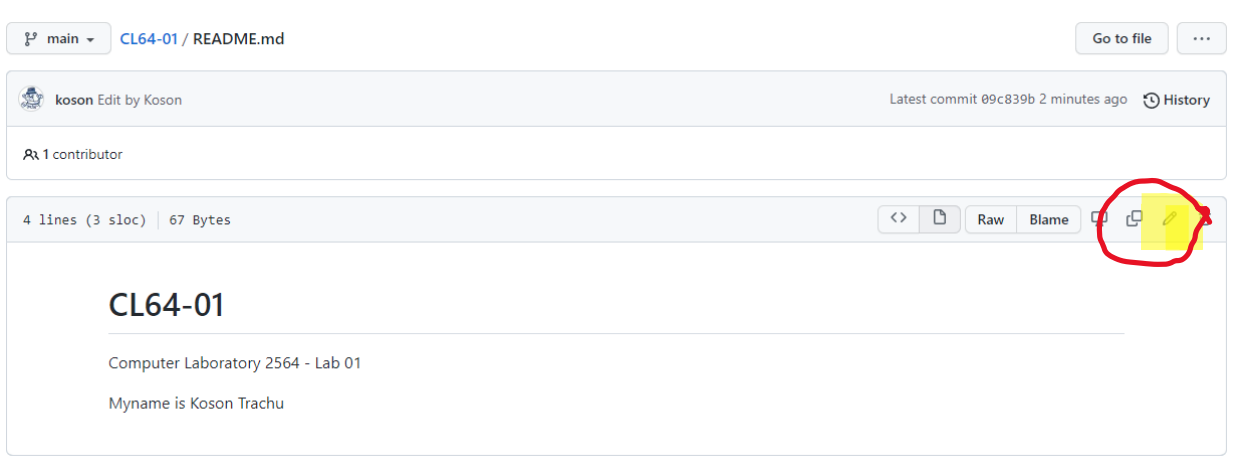 main CL64-01 / README.md Go to file ...
koson Edit by Koson Latest commit 09c839b 2 minutes ago History
1 contributor
4 lines (3 sloc) 67 Bytes <> Raw Blame
CL64-01
Computer Laboratory 2564 - Lab 01
Myname is Koson Trachu